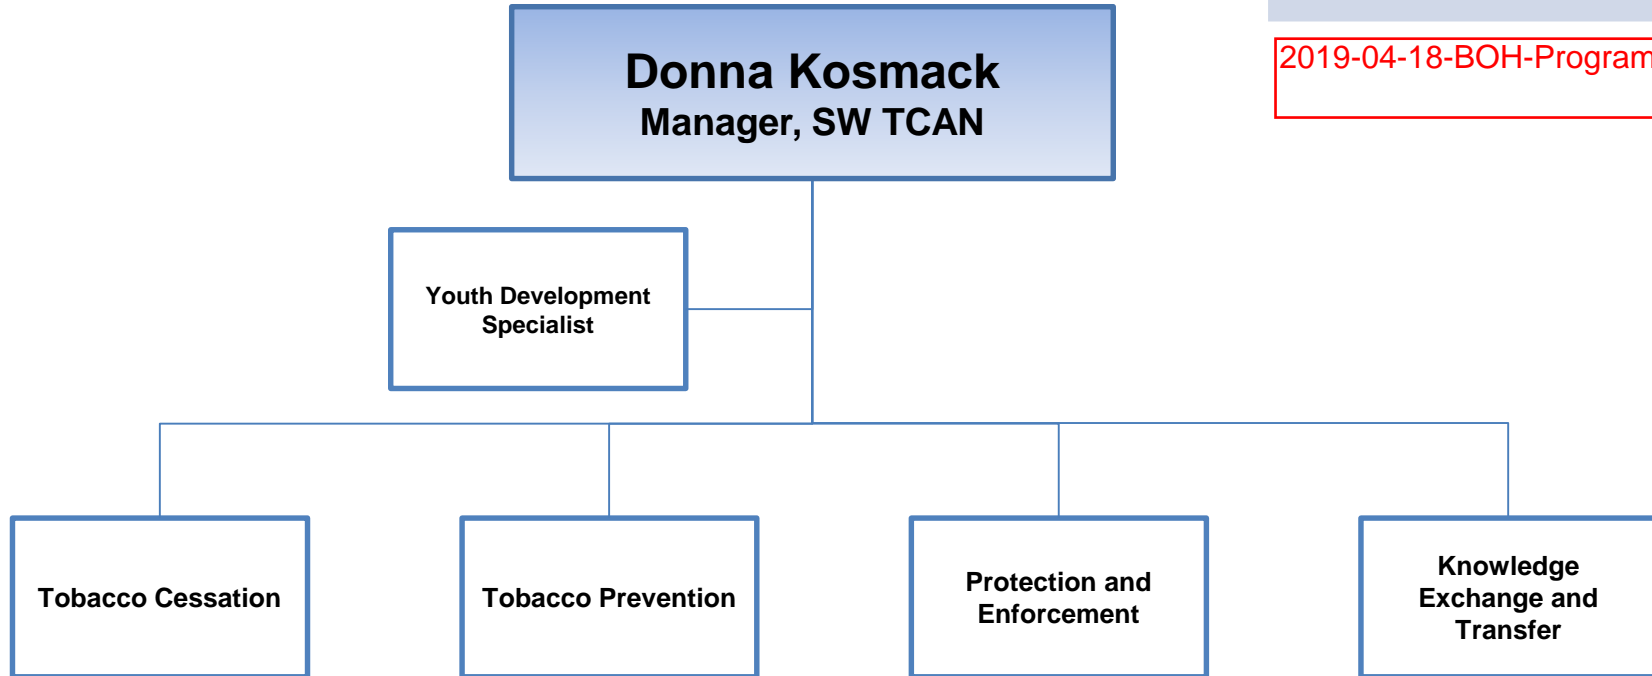 Donna Kosmack
Manager, SW TCAN
2019-04-18-BOH-Program
Youth Development
Specialist
Tobacco Cessation
Tobacco Prevention
Protection and
Enforcement
Knowledge
Exchange and
Transfer